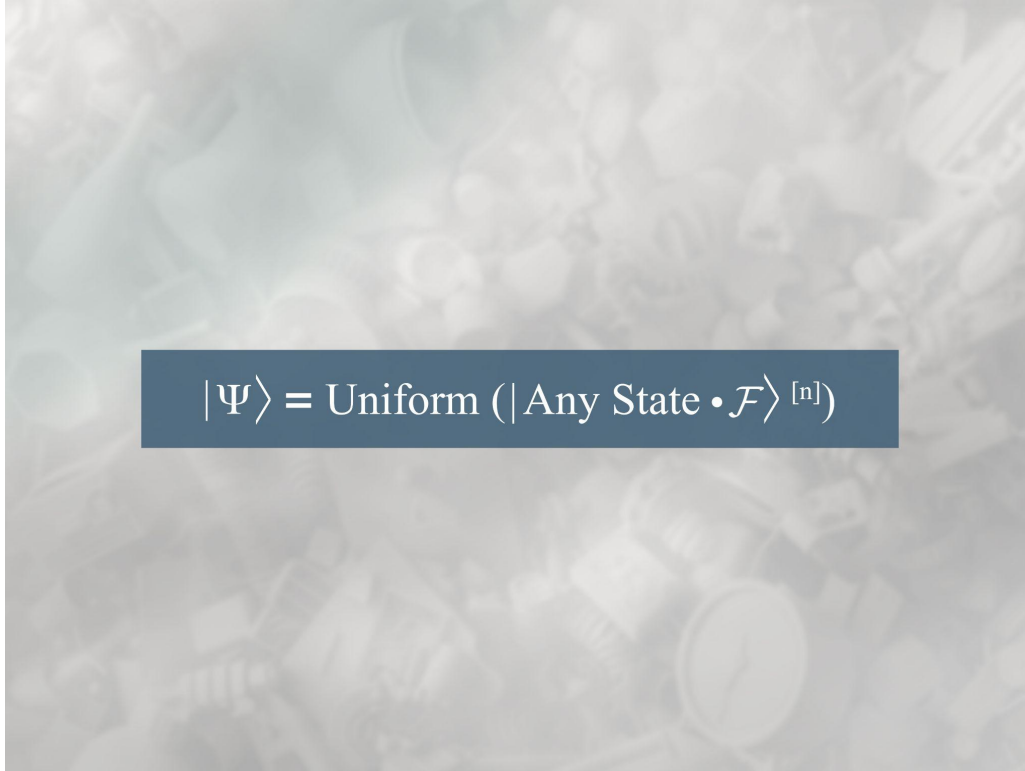 |Ψ⟩ = Uniform (|Any State • ℱ⟩ [n])